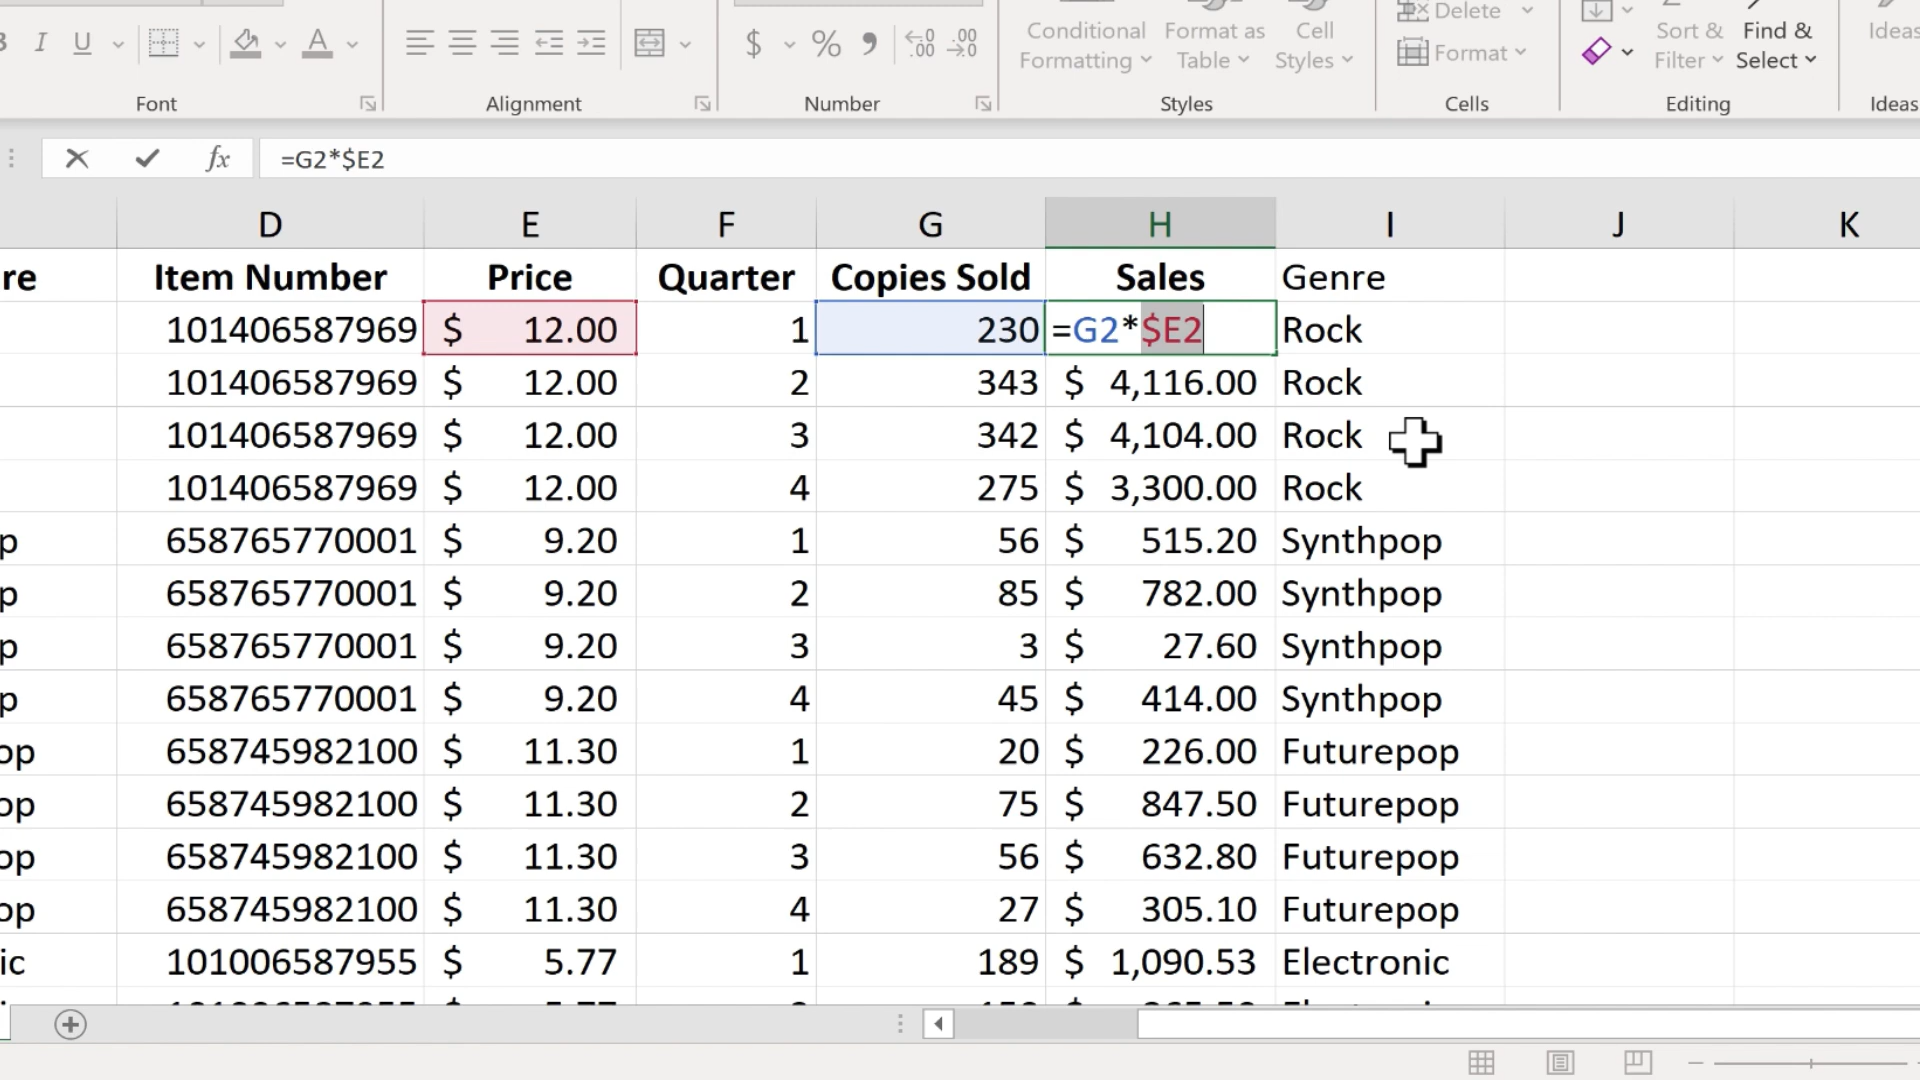 I U A $ % 9 .00 .00
Conditional Formatting Format as Table Cell Styles
Delete
Format
Sort & Filter Find & Select Ideas
Font Alignment Number Styles Cells Editing Ideas
fx =G2*$E2
D E F G H I J K
re Item Number Price Quarter Copies Sold Sales Genre
101406587969 $ 12.00 1 230 =G2*$E2 Rock
101406587969 $ 12.00 2 343 $ 4,116.00 Rock
101406587969 $ 12.00 3 342 $ 4,104.00 Rock
101406587969 $ 12.00 4 275 $ 3,300.00 Rock
p 658765770001 $ 9.20 1 56 $ 515.20 Synthpop
p 658765770001 $ 9.20 2 85 $ 782.00 Synthpop
p 658765770001 $ 9.20 3 3 $ 27.60 Synthpop
p 658765770001 $ 9.20 4 45 $ 414.00 Synthpop
op 658745982100 $ 11.30 1 20 $ 226.00 Futurepop
op 658745982100 $ 11.30 2 75 $ 847.50 Futurepop
op 658745982100 $ 11.30 3 56 $ 632.80 Futurepop
op 658745982100 $ 11.30 4 27 $ 305.10 Futurepop
ic 101006587955 $ 5.77 1 189 $ 1,090.53 Electronic